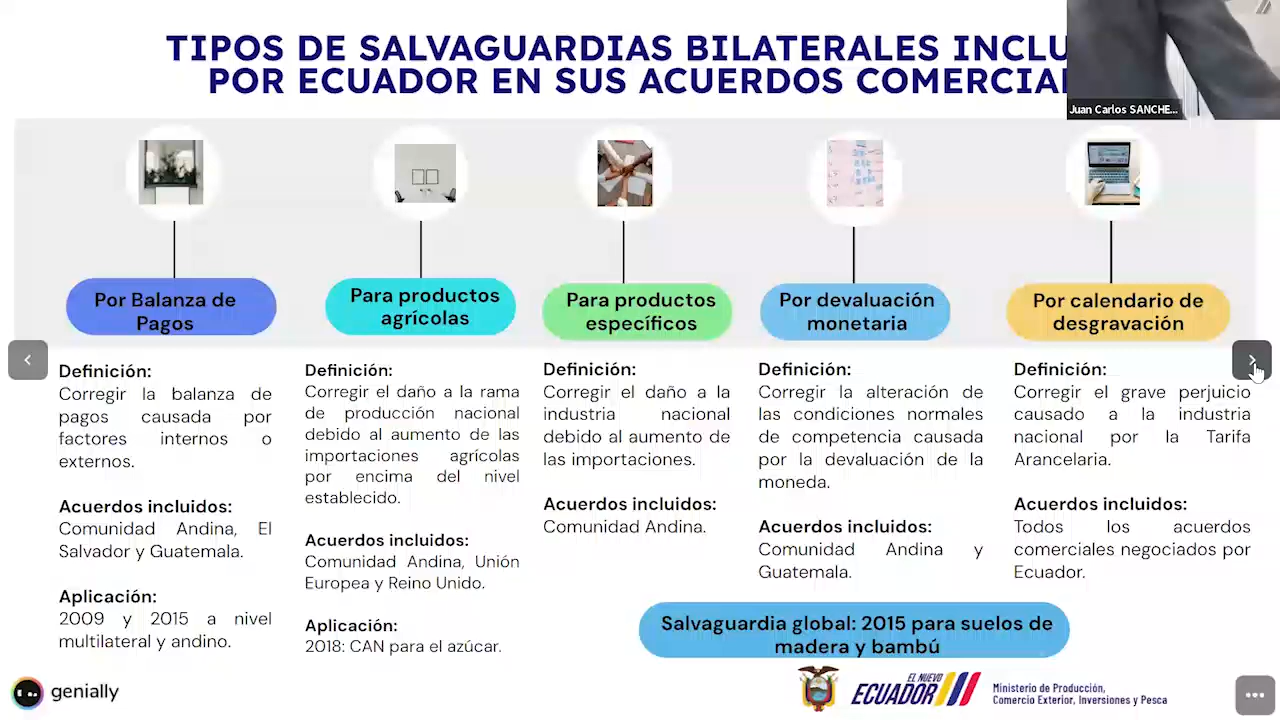 TIPOS DE SALVAGUARDIAS BILATERALES INCLU
POR ECUADOR EN SUS ACUERDOS COMERCIA
Juan Carlos SANCHE...
Por Balanza de
Pagos
Definición:
Corregir la balanza de
pagos causada por
factores internos o
externos.
Acuerdos incluidos:
Comunidad Andina, El
Salvador y Guatemala.
Aplicación:
2009 y 2015 a nivel
multilateral y andino.
Para productos
agrícolas
Definición:
Corregir el daño a la rama
de producción nacional
debido al aumento de las
importaciones agrícolas
por encima del nivel
establecido.
Acuerdos incluidos:
Comunidad Andina, Unión
Europea y Reino Unido.
Aplicación:
2018: CAN para el azúcar.
Para productos
específicos
Definición:
Corregir el daño a la
industria nacional
debido al aumento de
las importaciones.
Acuerdos incluidos:
Comunidad Andina.
Por devaluación
monetaria
Definición:
Corregir la alteración de
las condiciones normales
de competencia causada
por la devaluación de la
moneda.
Acuerdos incluidos:
Comunidad Andina y
Guatemala.
Por calendario de
desgravación
Definición:
Corregir el grave perjuicio
causado a la industria
nacional por la Tarifa
Arancelaria.
Acuerdos incluidos:
Todos los acuerdos
comerciales negociados por
Ecuador.
Salvaguardia global: 2015 para suelos de
madera y bambú
genially
EL NUEVO
ECUADOR
Ministerio de Producción,
Comercio Exterior, Inversiones y Pesca